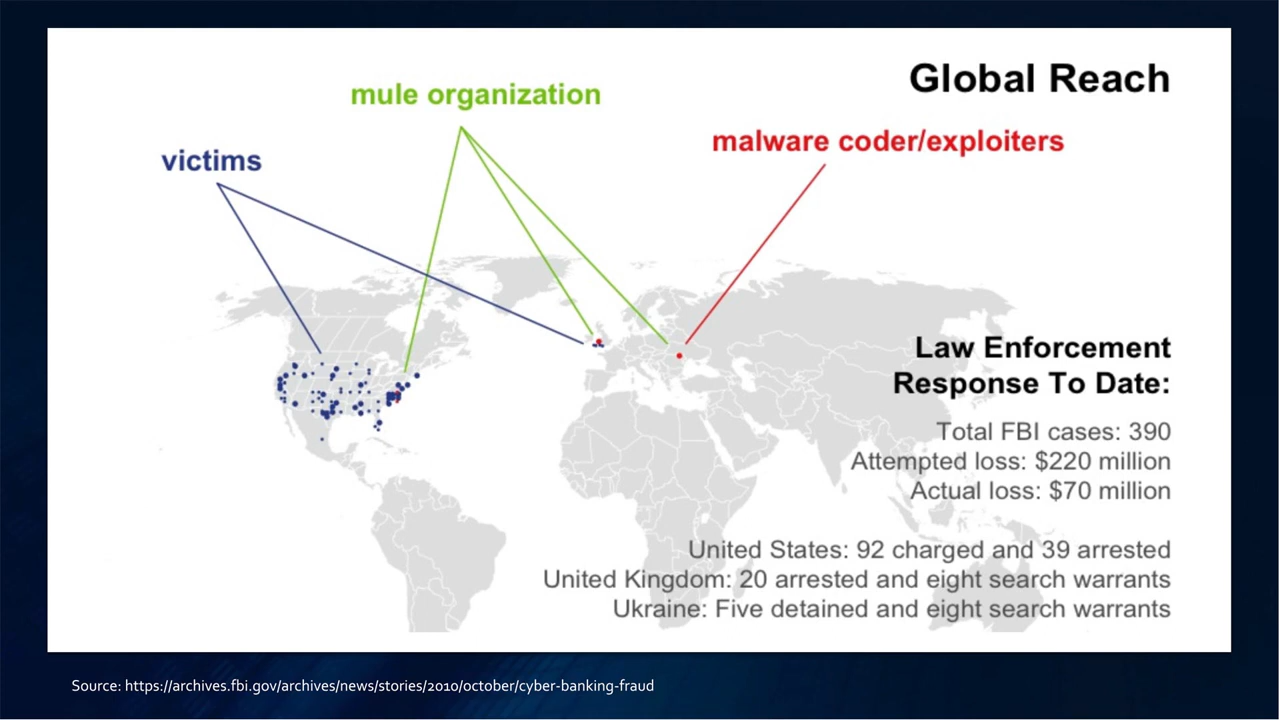 Global Reach
mule organization
malware coder/exploiters
victims
Law Enforcement
Response To Date:
Total FBI cases: 390
Attempted loss: $220 million
Actual loss: $70 million
United States: 92 charged and 39 arrested
United Kingdom: 20 arrested and eight search warrants
Ukraine: Five detained and eight search warrants
Source: https://archives.fbi.gov/archives/news/stories/2010/october/cyber-banking-fraud